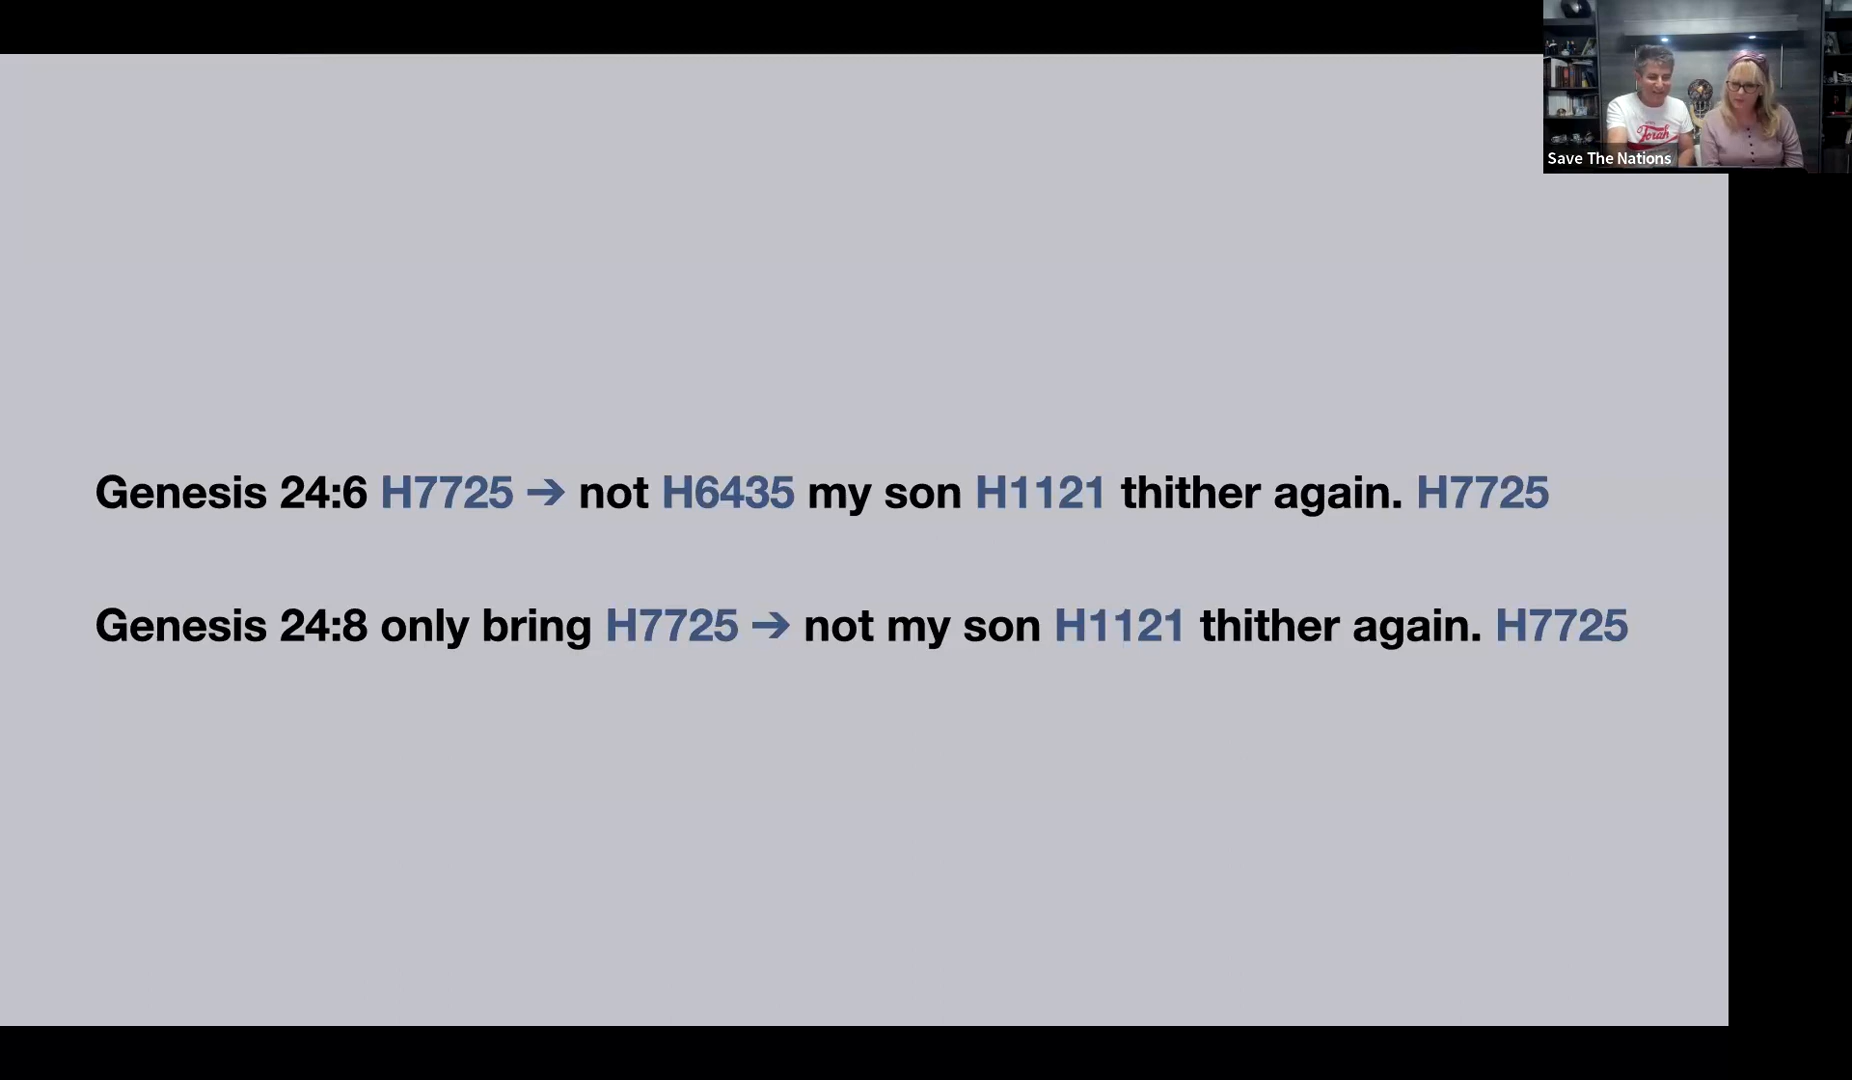 Torah
Save The Nations
Genesis 24:6 H7725 → not H6435 my son H1121 thither again. H7725
Genesis 24:8 only bring H7725 → not my son H1121 thither again. H7725